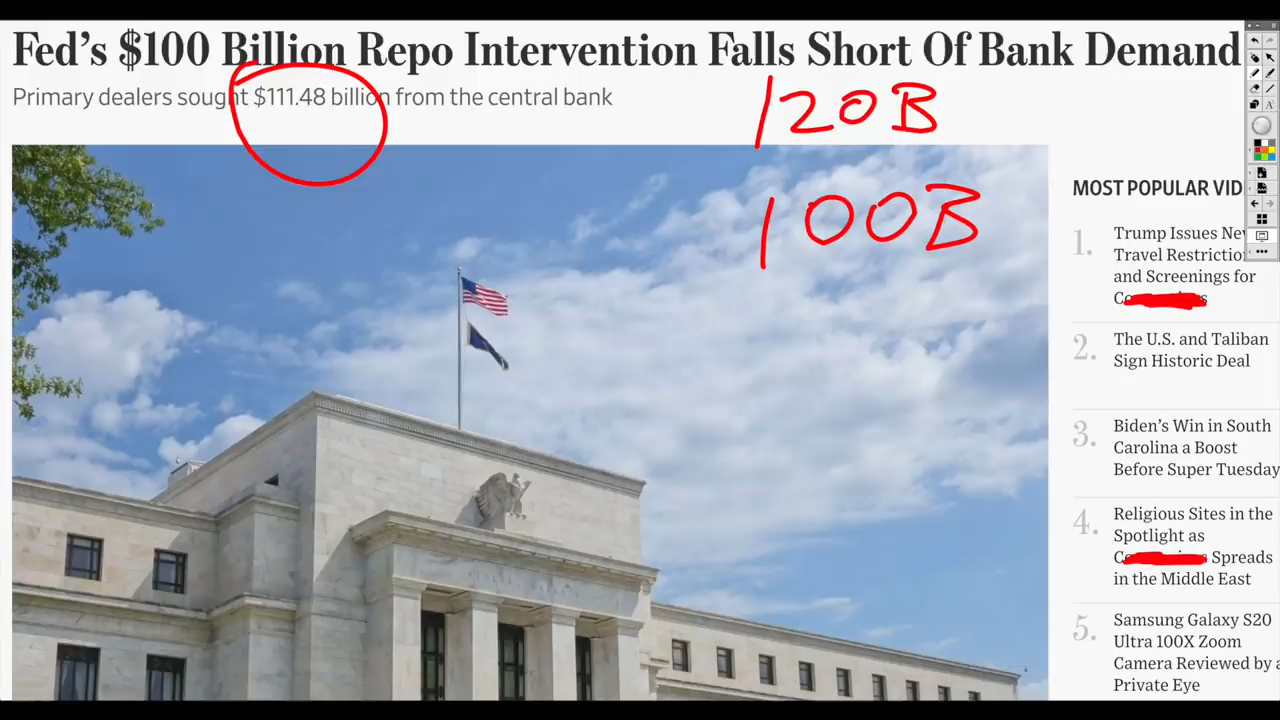 Fed's $100 Billion Repo Intervention Falls Short Of Bank Demand
Primary dealers sought $111.48 billion from the central bank
120B
100B
MOST POPULAR VID
1.
Trump Issues New
Travel Restriction
and Screenings for
2.
The U.S. and Taliban
Sign Historic Deal
3.
Biden's Win in South
Carolina a Boost
Before Super Tuesday
4.
Religious Sites in the
Spotlight as
Spreads
in the Middle East
5.
Samsung Galaxy S20
Ultra 100X Zoom
Camera Reviewed by a
Private Eye